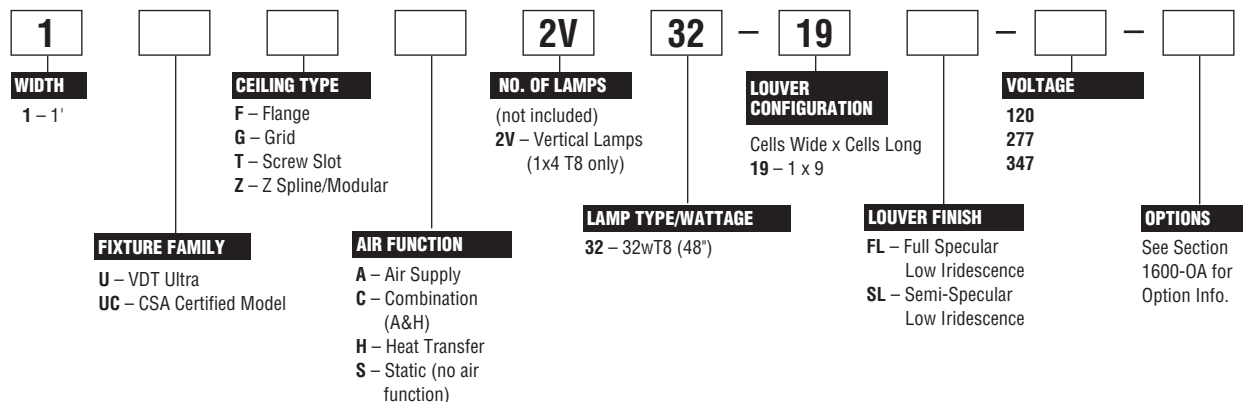 1 2V 32 – 19 – –
WIDTH
1 – 1'
FIXTURE FAMILY
U – VDT Ultra
UC – CSA Certified Model
CEILING TYPE
F – Flange
G – Grid
T – Screw Slot
Z – Z Spline/Modular
AIR FUNCTION
A – Air Supply
C – Combination
(A&H)
H – Heat Transfer
S – Static (no air
function)
NO. OF LAMPS
(not included)
2V – Vertical Lamps
(1x4 T8 only)
LAMP TYPE/WATTAGE
32 – 32wT8 (48")
LOUVER
CONFIGURATION
Cells Wide x Cells Long
19 – 1 x 9
LOUVER FINISH
FL – Full Specular
Low Iridescence
SL – Semi-Specular
Low Iridescence
VOLTAGE
120
277
347
OPTIONS
See Section
1600-OA for
Option Info.